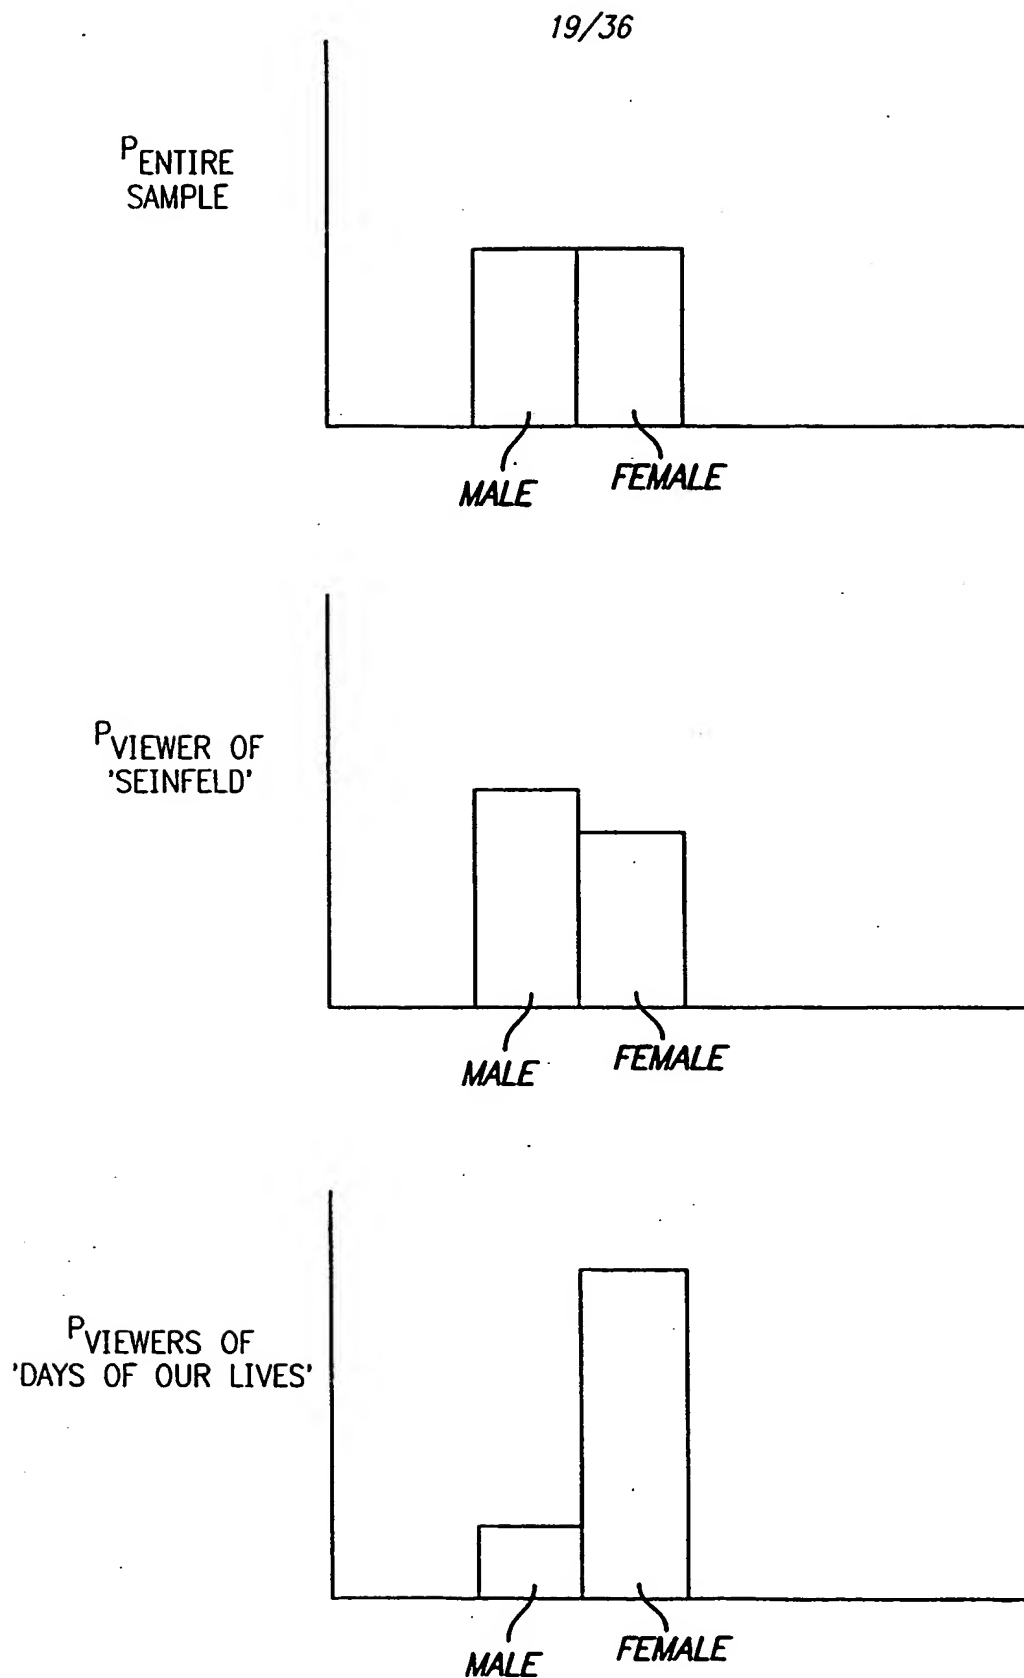 19/36
PENTIRE
SAMPLE
MALE
FEMALE
PVIEWER OF
'SEINFELD'
MALE
FEMALE
PVIEWERS OF
'DAYS OF OUR LIVES'
MALE
FEMALE